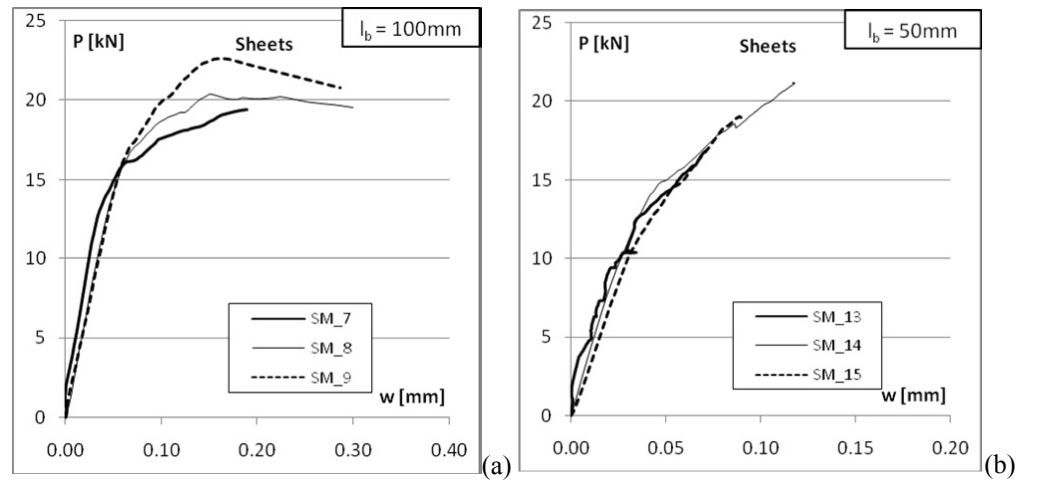 25
P [kN]
Sheets
l_b = 100mm
20
15
10
5
0
SM_7
SM_8
SM_9
w [mm]
0.00 0.10 0.20 0.30 0.40
(a)
25
P [kN]
Sheets
l_b = 50mm
20
15
10
5
0
SM_13
SM_14
SM_15
w [mm]
0.00 0.05 0.10 0.15 0.20
(b)